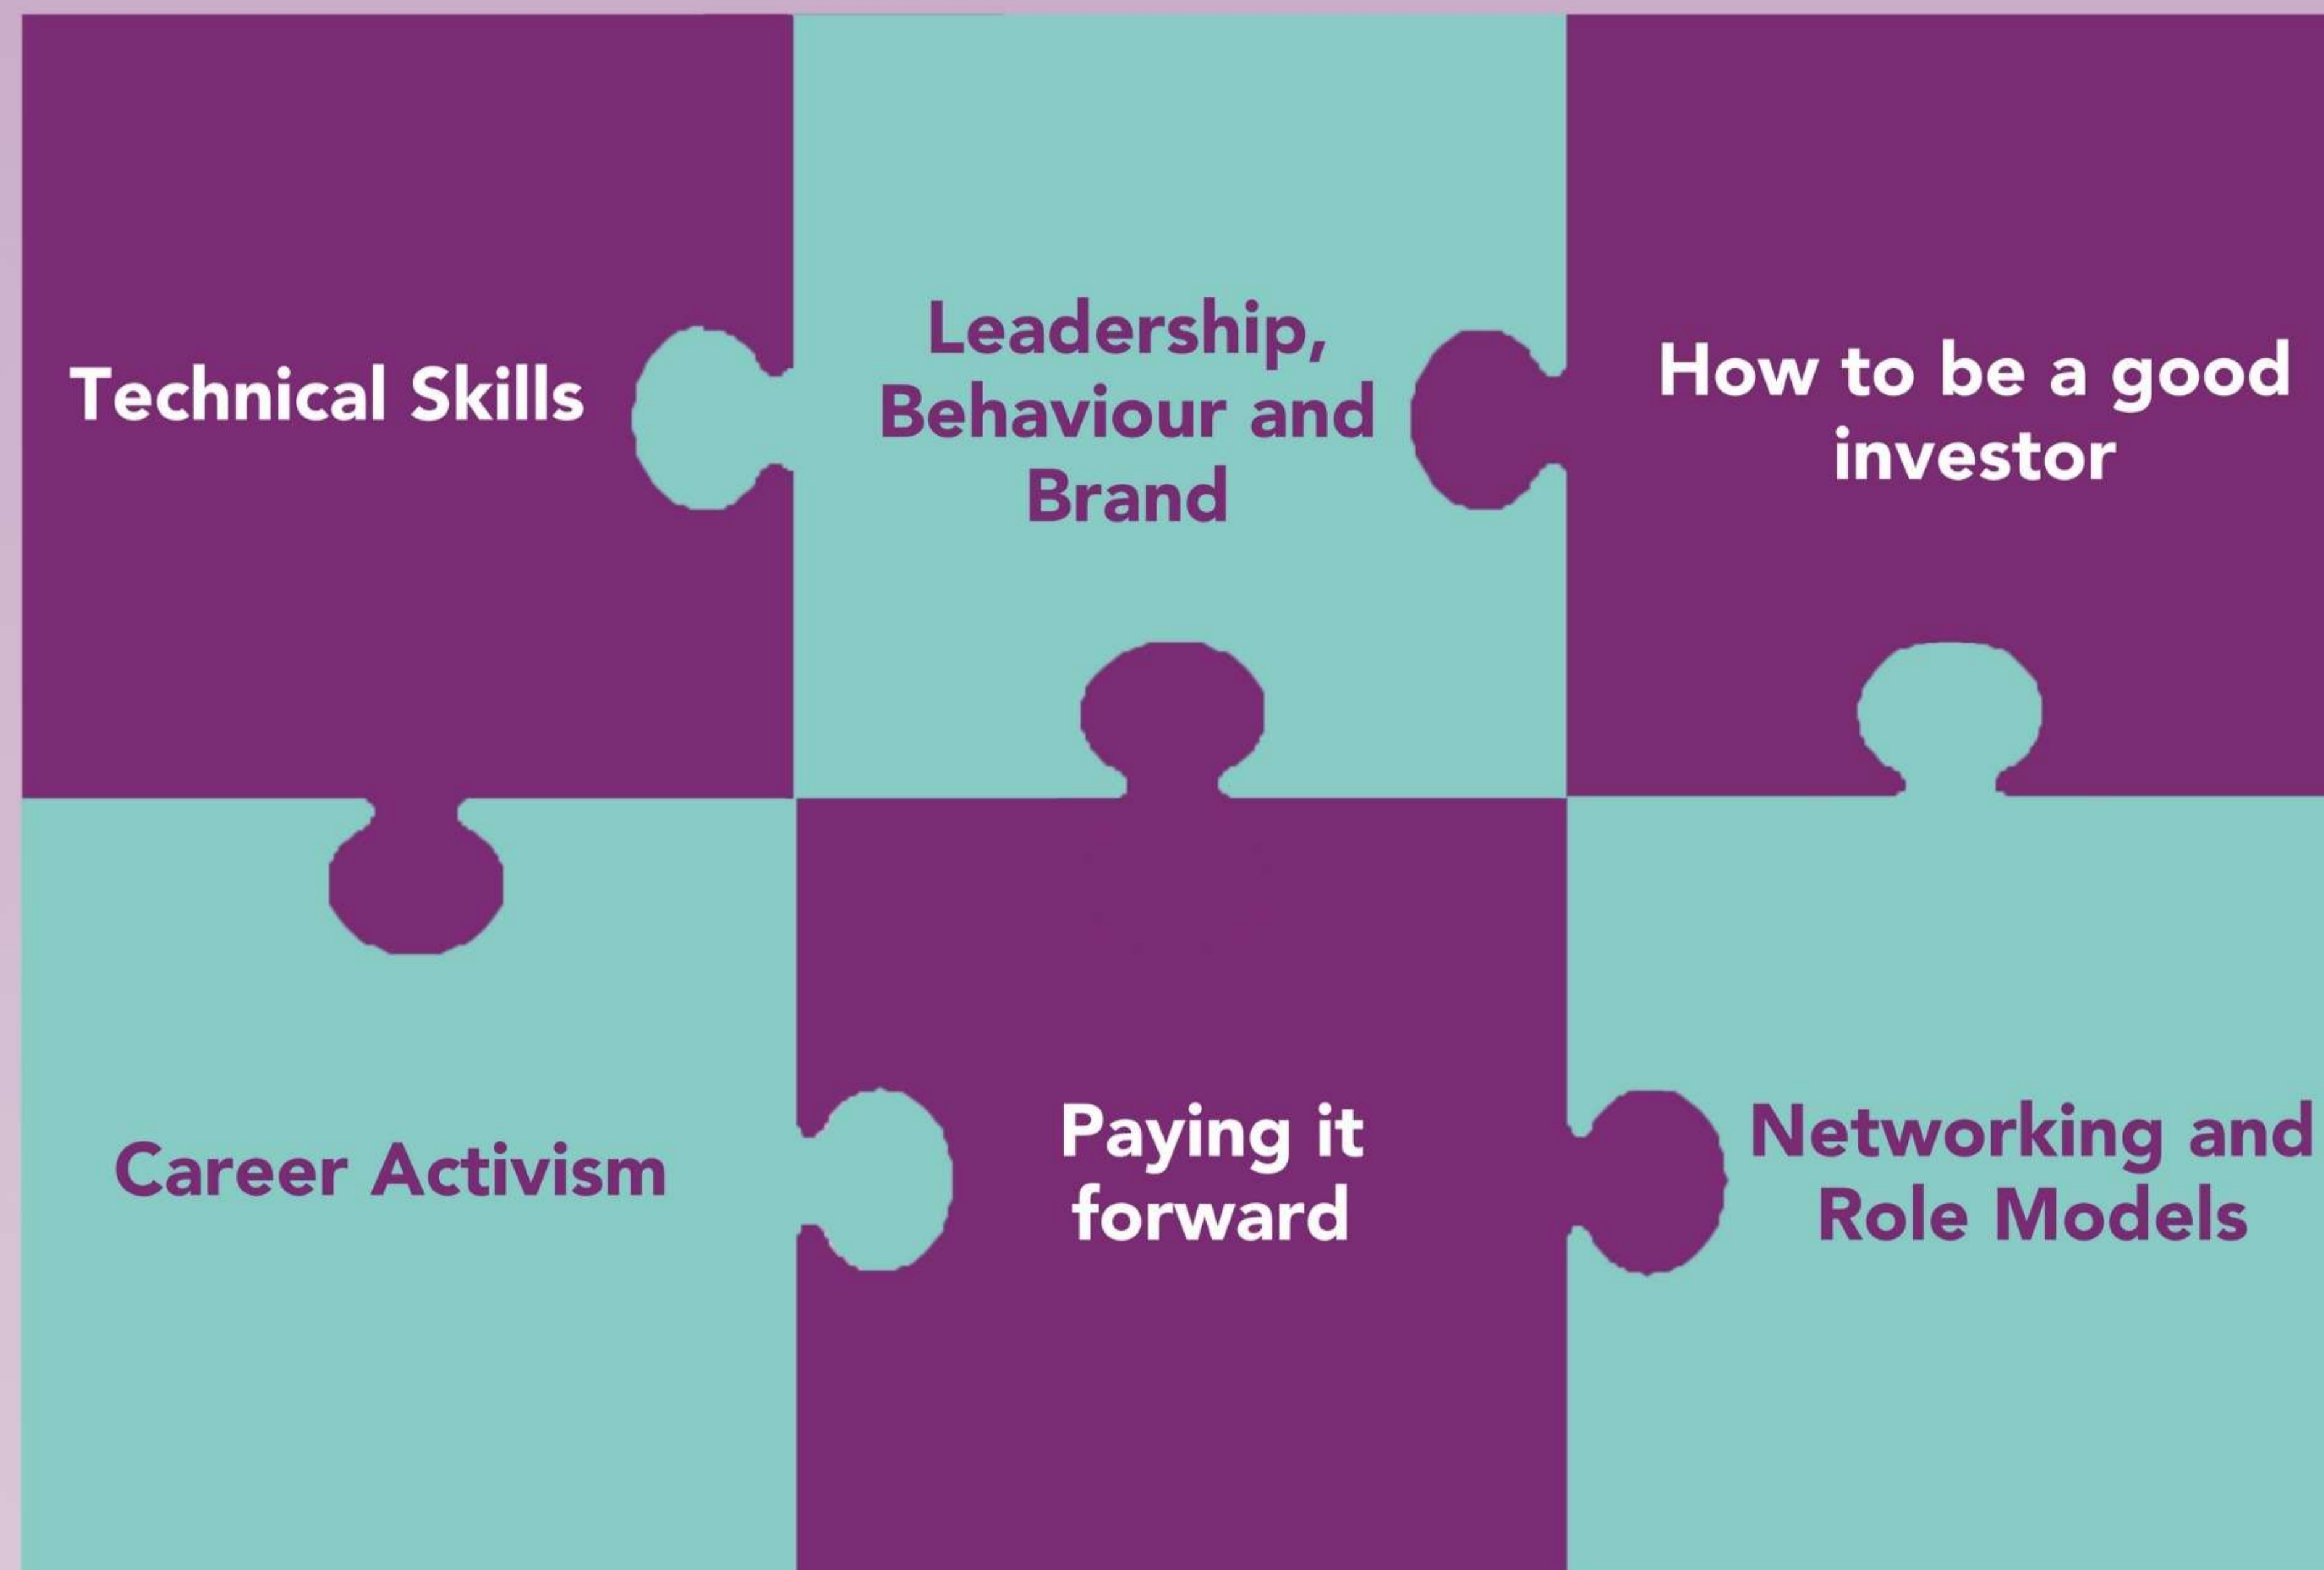 Technical Skills
Leadership,
Behaviour and
Brand
How to be a good
investor
Career Activism
Paying it
forward
Networking and
Role Models